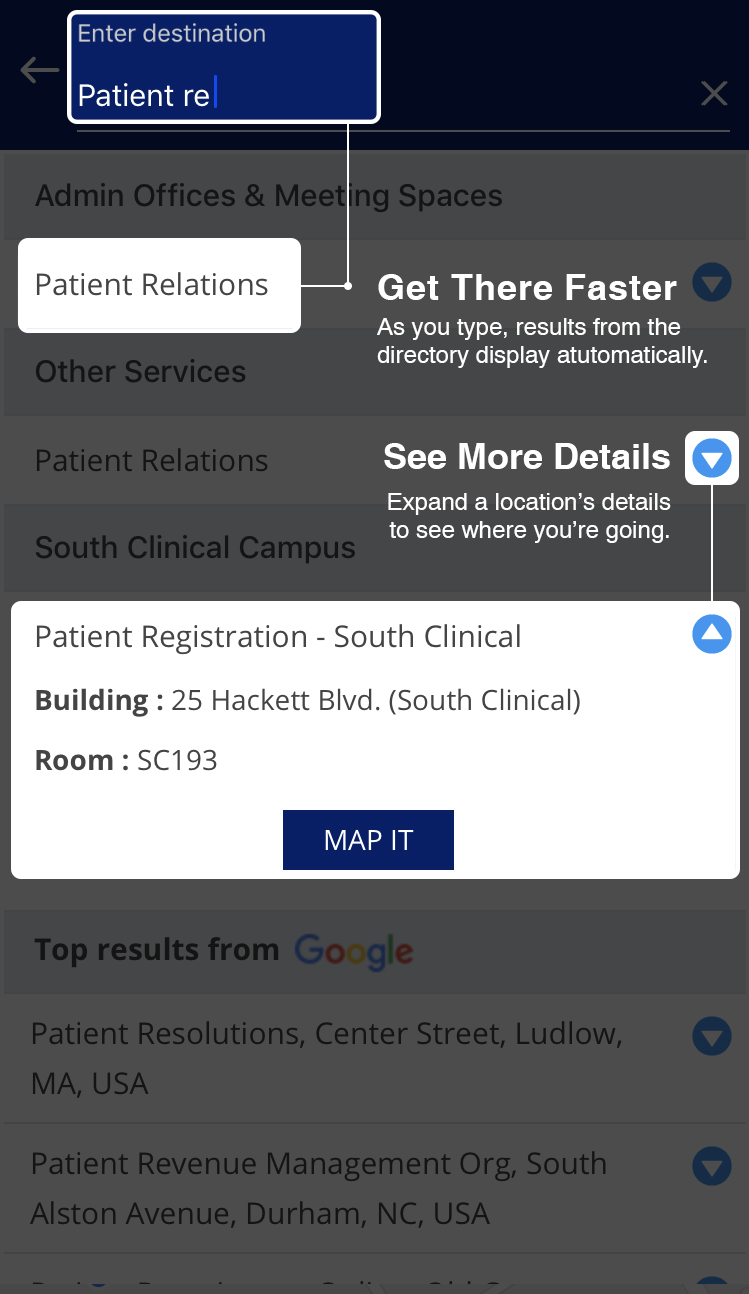 Enter destination
Patient re
Admin Offices & Meeting Spaces
Patient Relations
Get There Faster
As you type, results from the
directory display atutomatically.
Other Services
Patient Relations
See More Details
Expand a location’s details
to see where you’re going.
South Clinical Campus
Patient Registration - South Clinical
Building : 25 Hackett Blvd. (South Clinical)
Room : SC193
MAP IT
Top results from Google
Patient Resolutions, Center Street, Ludlow,
MA, USA
Patient Revenue Management Org, South
Alston Avenue, Durham, NC, USA